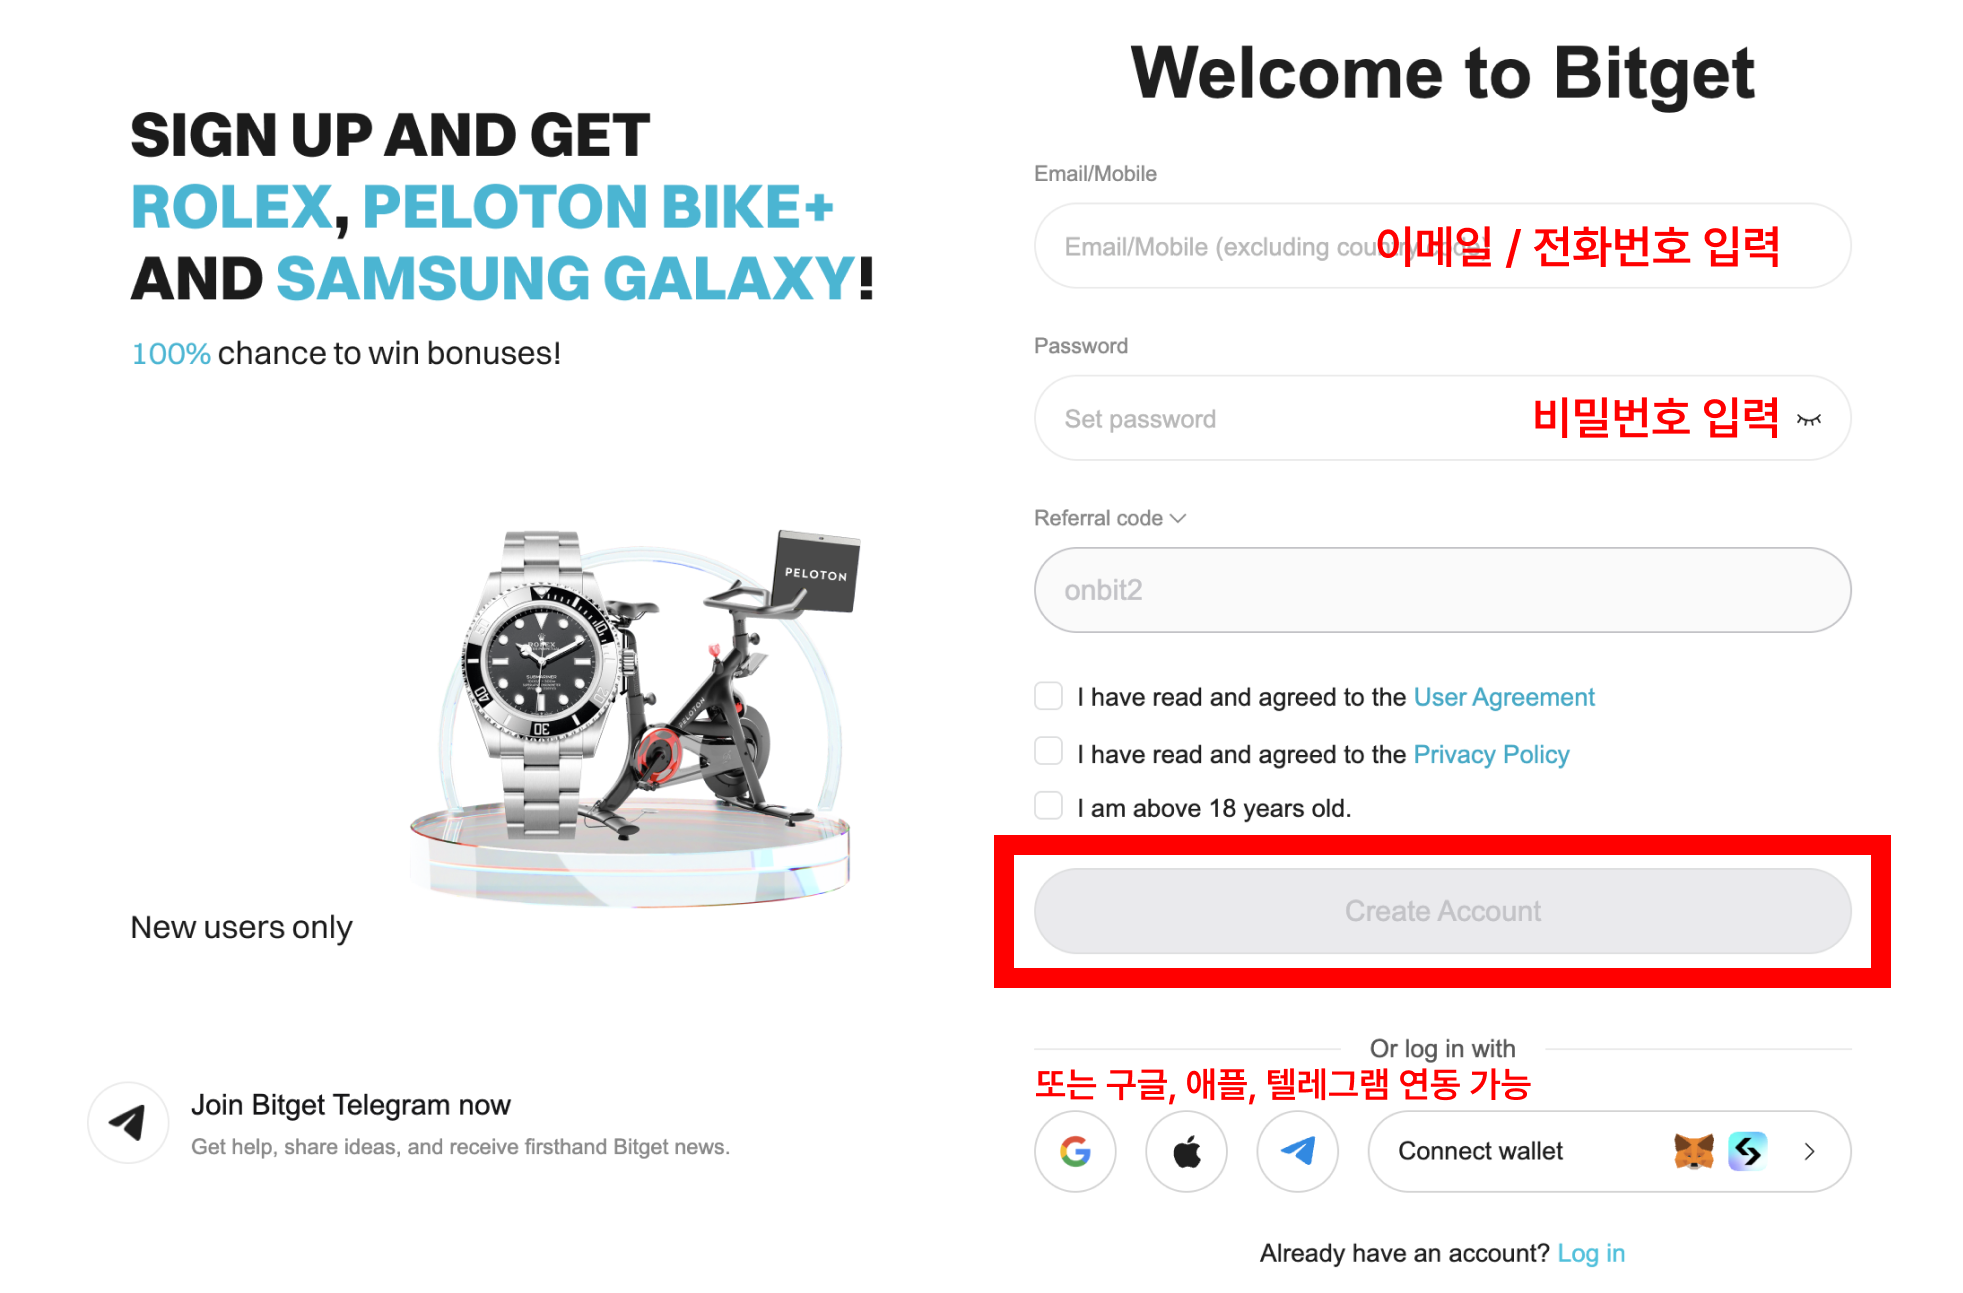 SIGN UP AND GET
ROLEX, PELOTON BIKE+
AND SAMSUNG GALAXY!
100% chance to win bonuses!
PELOTON
ROLEX
SUBMARINER
PELOTON
New users only
Join Bitget Telegram now
Get help, share ideas, and receive firsthand Bitget news.
Welcome to Bitget
Email/Mobile
Email/Mobile (excluding country code)
이메일 / 전화번호 입력
Password
Set password
비밀번호 입력
Referral code
onbit2
I have read and agreed to the User Agreement
I have read and agreed to the Privacy Policy
I am above 18 years old.
Create Account
Or log in with
또는 구글, 애플, 텔레그램 연동 가능
Connect wallet
Already have an account? Log in